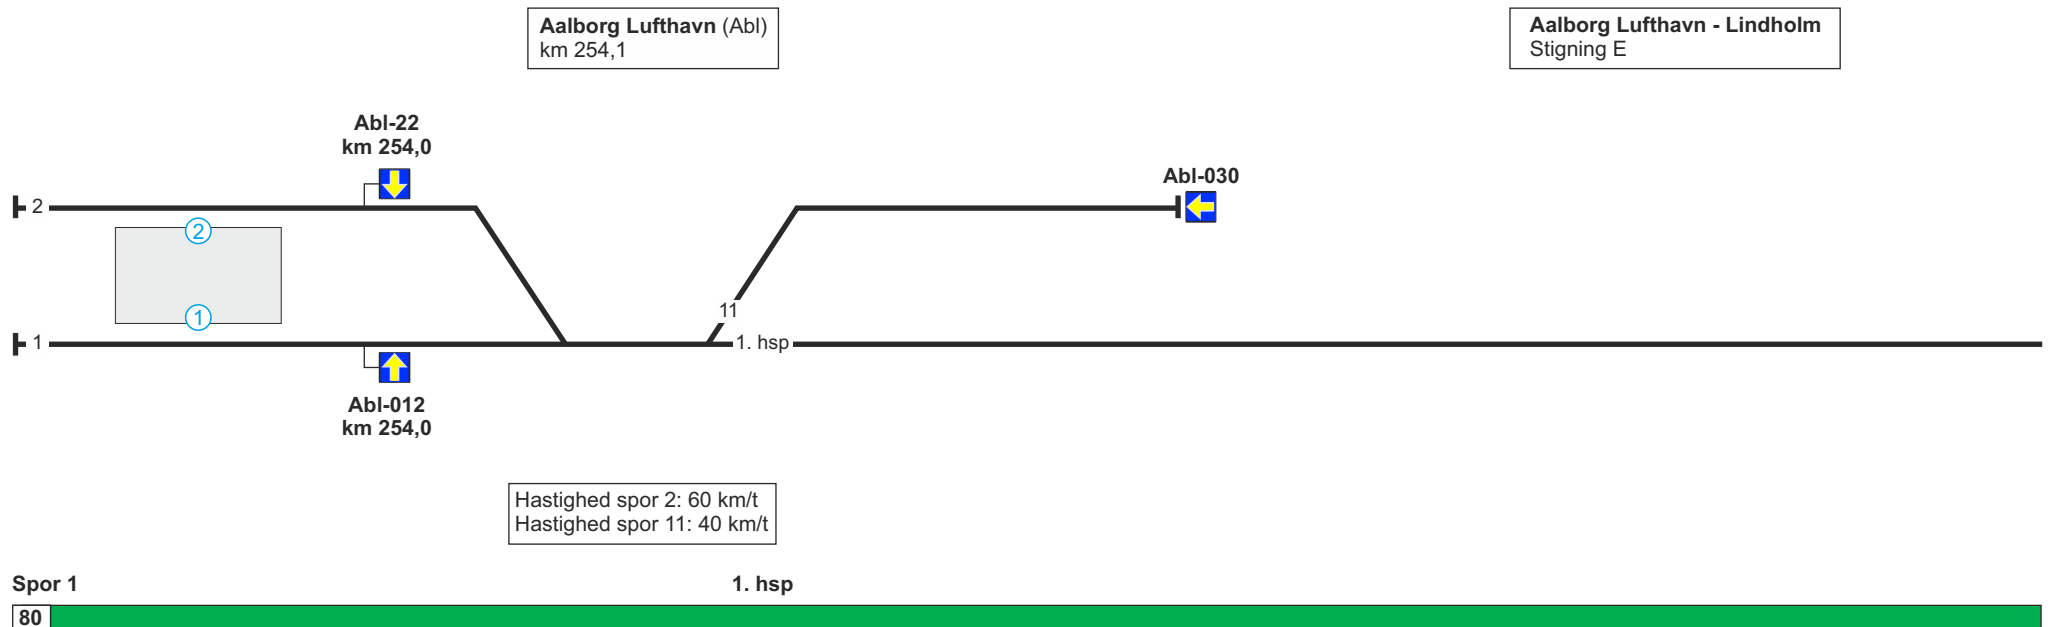 Aalborg Lufthavn (Abl)
km 254,1
Aalborg Lufthavn - Lindholm
Stigning E
Abl-22
km 254,0
Abl-030
2
2
11
1
1
1. hsp
Abl-012
km 254,0
Hastighed spor 2: 60 km/t
Hastighed spor 11: 40 km/t
Spor 1
1. hsp
80